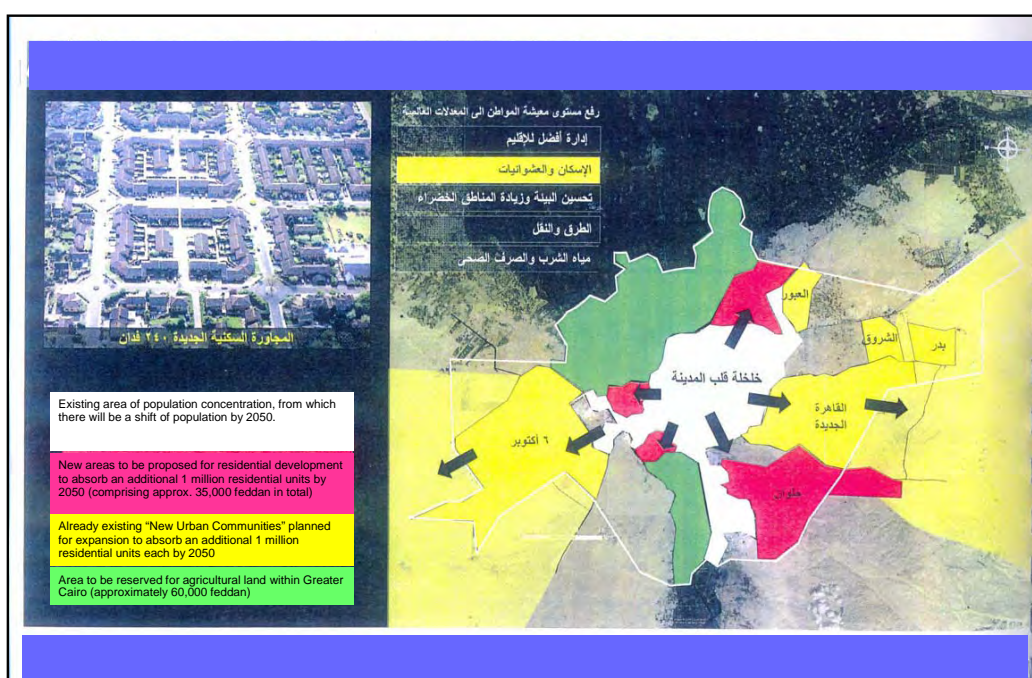 رفع مستوى معيشة المواطن الى المعدلات العالمية
إدارة أفضل للإقليم
الإسكان والعشوائيات
تحسين البيئة وزيادة المناطق الخضراء
الطرق والنقل
مياه الشرب والصرف الصحى
المجاورة السكنية الجديدة ٢٤٠ فدان
Existing area of population concentration, from which
there will be a shift of population by 2050.
New areas to be proposed for residential development
to absorb an additional 1 million residential units by
2050 (comprising approx. 35,000 feddan in total)
Already existing “New Urban Communities” planned
for expansion to absorb an additional 1 million
residential units each by 2050
Area to be reserved for agricultural land within Greater
Cairo (approximately 60,000 feddan)
العبور
الشروق
بدر
خلخلة قلب المدينة
القاهرة
الجديدة
٦ أكتوبر
حلوان